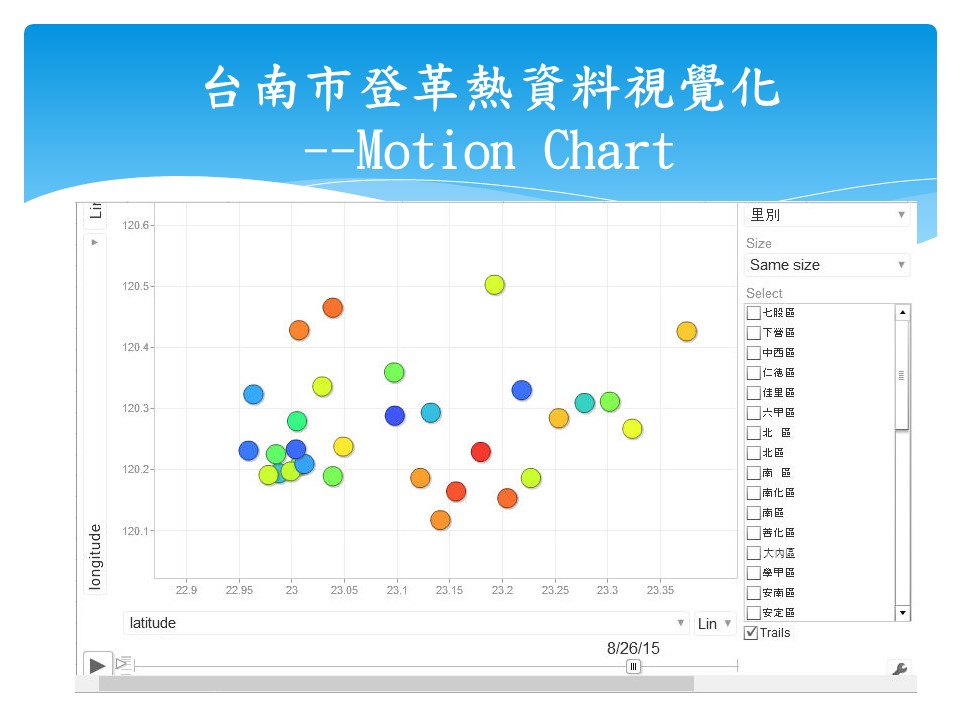 台南市登革熱資料視覺化
--Motion Chart
Lin
120.6
120.5
120.4
120.3
120.2
120.1
longitude
22.9 22.95 23 23.05 23.1 23.15 23.2 23.25 23.3 23.35
latitude
Lin
里別
Size
Same size
Select
七股區
下營區
中西區
仁德區
佳里區
六甲區
北 區
北區
南 區
南化區
南區
善化區
大內區
學甲區
安南區
安定區
Trails
8/26/15